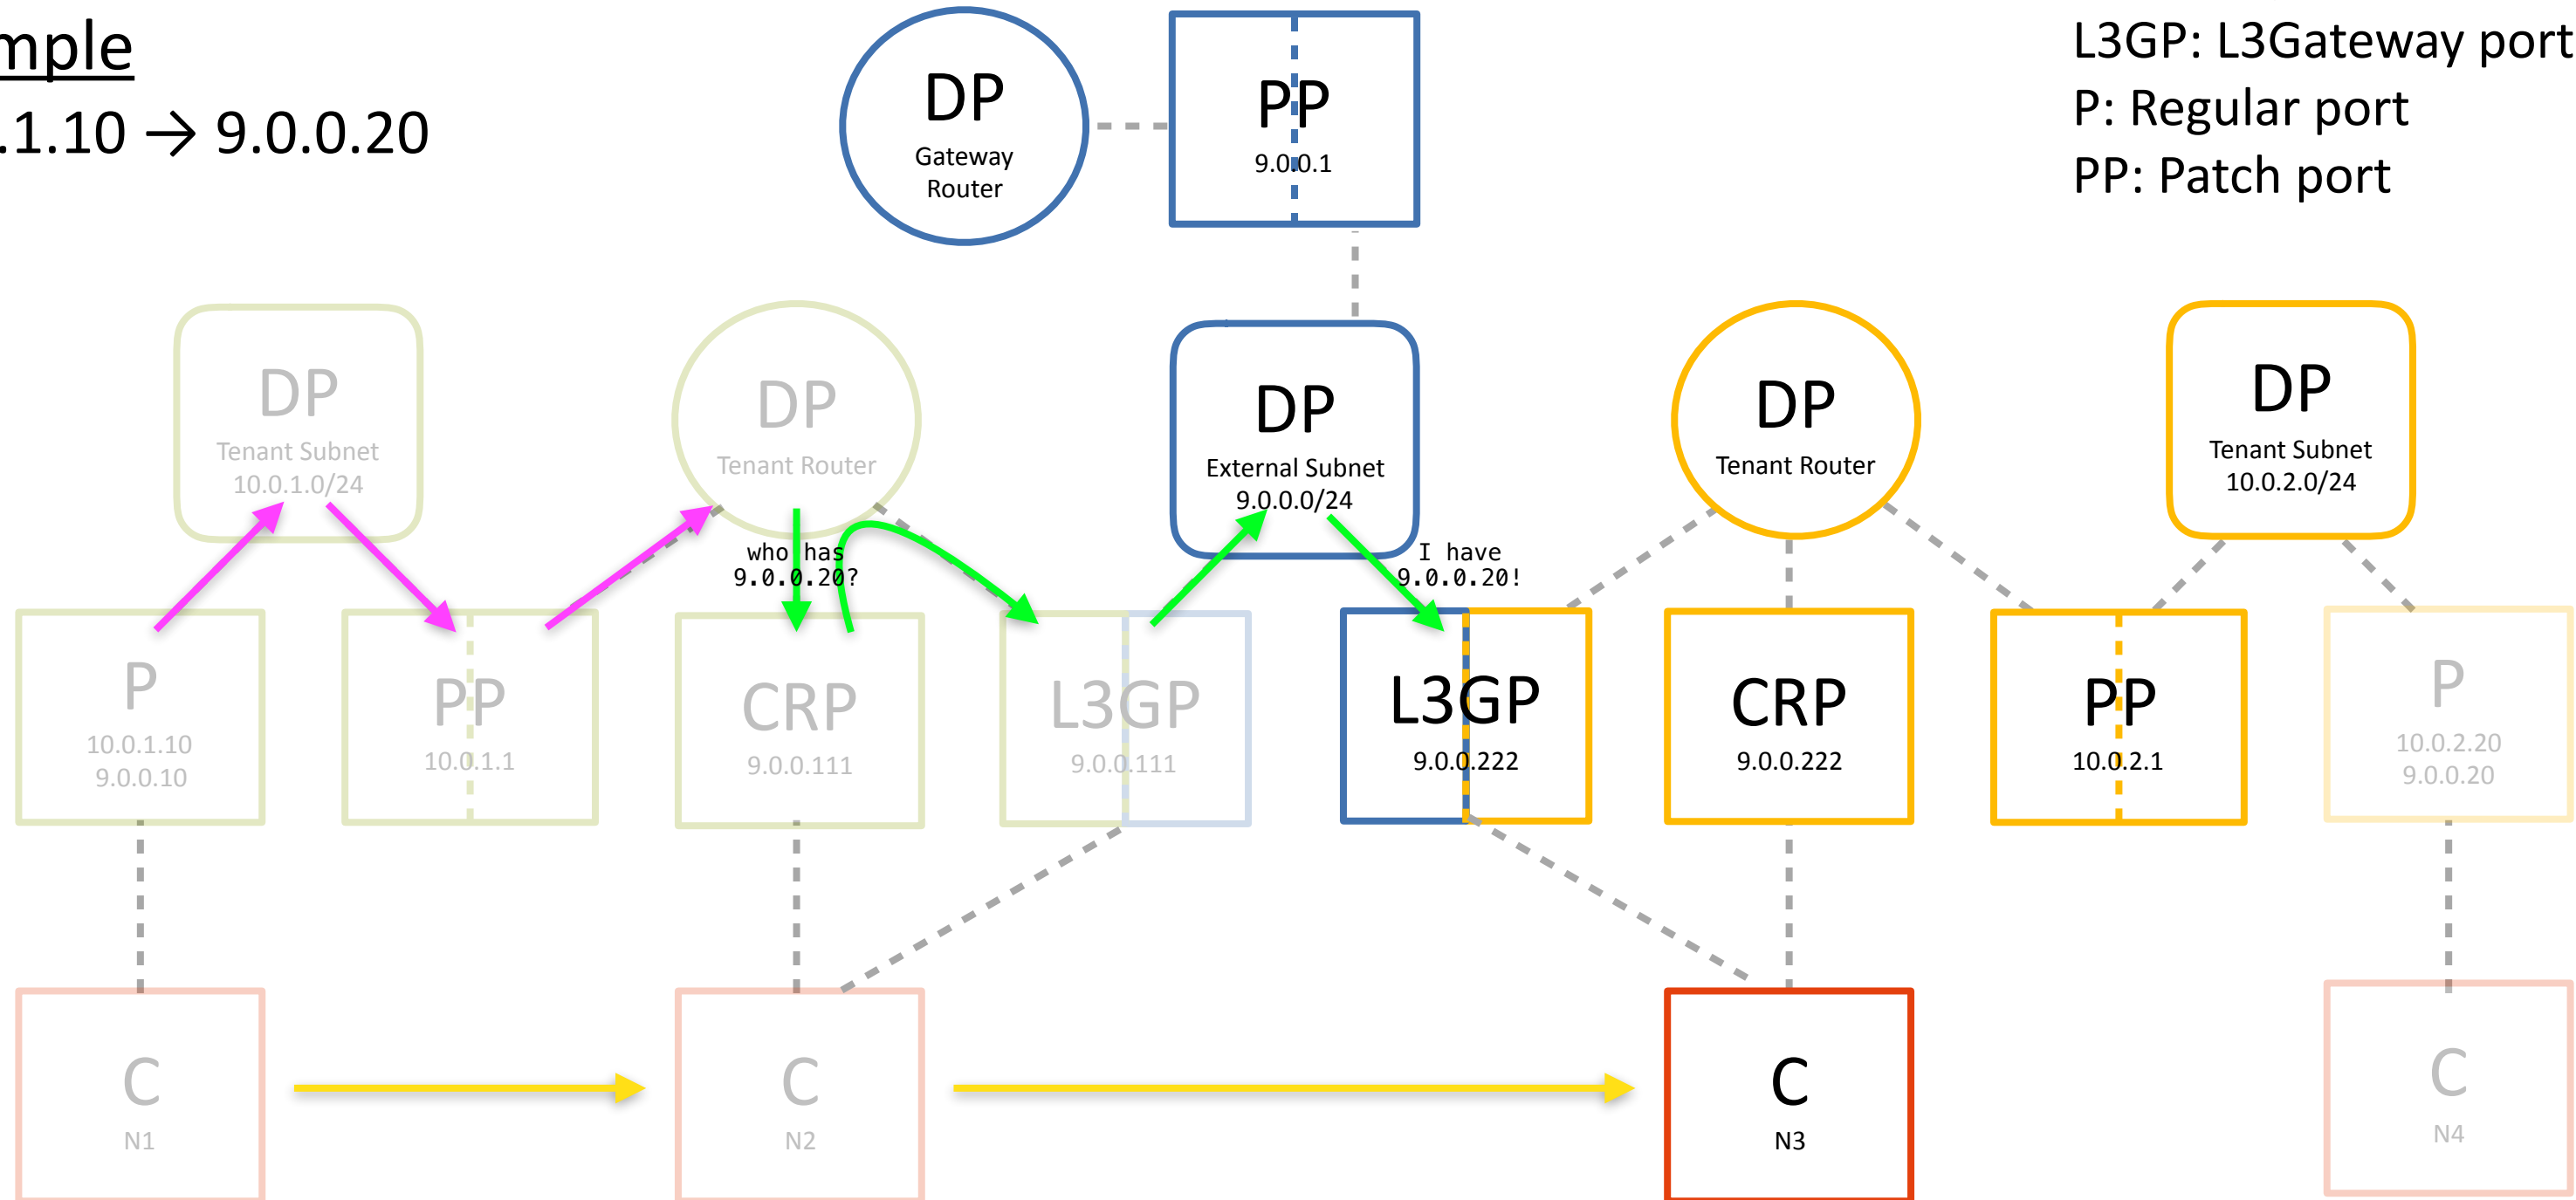 mple
.1.10 → 9.0.0.20
L3GP: L3Gateway port
P: Regular port
PP: Patch port
DP
Gateway
Router
PP
9.0.0.1
DP
Tenant Subnet
10.0.1.0/24
DP
Tenant Router
DP
External Subnet
9.0.0.0/24
DP
Tenant Router
DP
Tenant Subnet
10.0.2.0/24
who has
9.0.0.20?
I have
9.0.0.20!
P
10.0.1.10
9.0.0.10
PP
10.0.1.1
CRP
9.0.0.111
L3GP
9.0.0.111
L3GP
9.0.0.222
CRP
9.0.0.222
PP
10.0.2.1
P
10.0.2.20
9.0.0.20
C
N1
C
N2
C
N3
C
N4